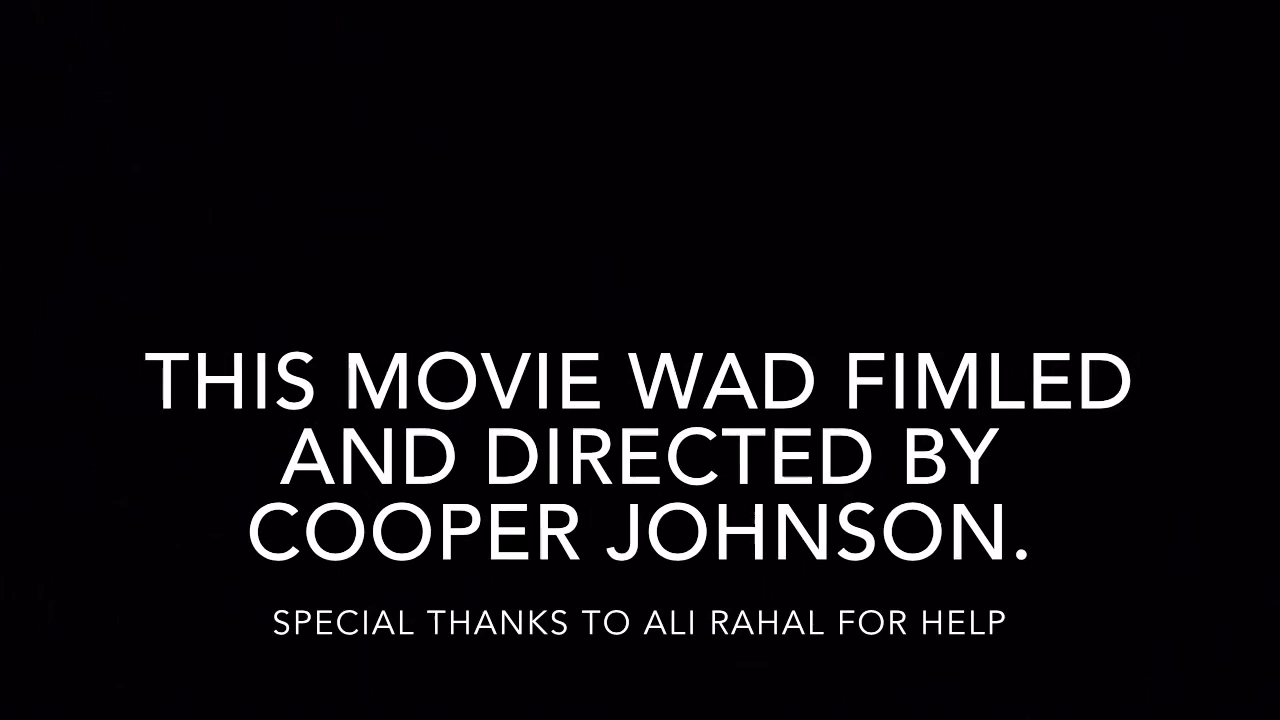 THIS MOVIE WAD FIMLED
AND DIRECTED BY
COOPER JOHNSON.
SPECIAL THANKS TO ALI RAHAL FOR HELP